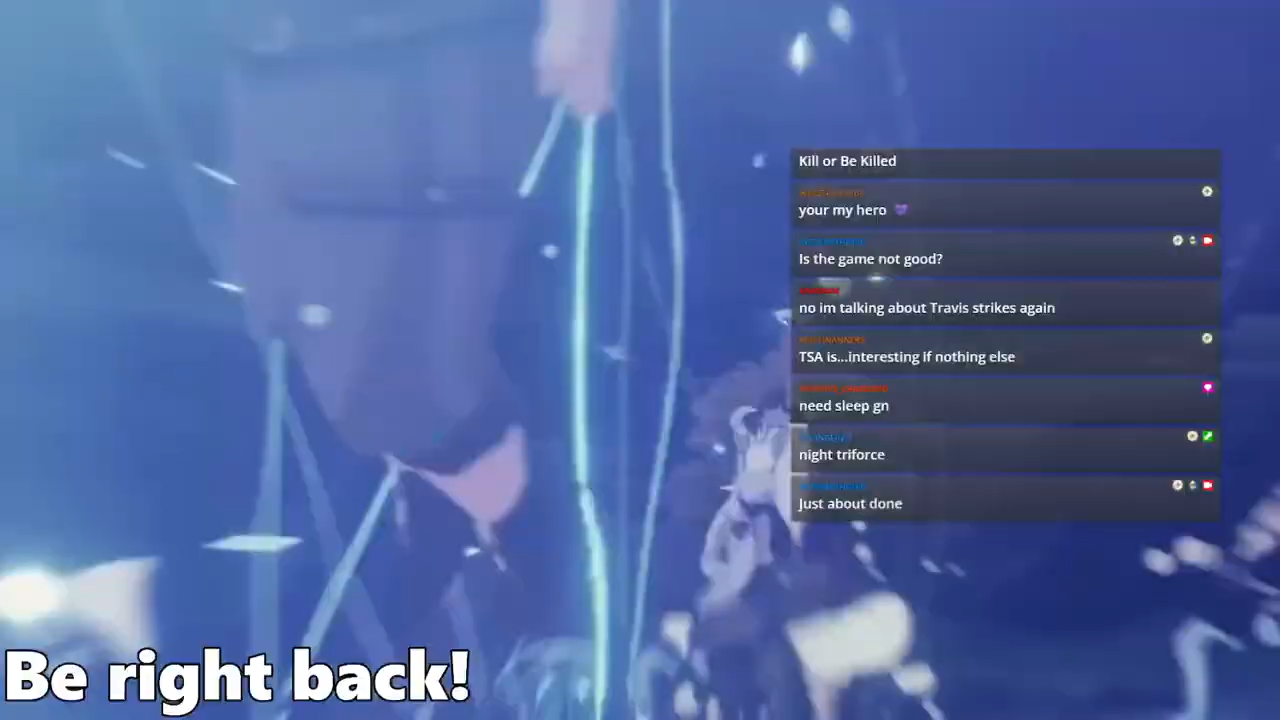 Kill or Be Killed
your my hero
Is the game not good?
no im talking about Travis strikes again
TSA is...interesting if nothing else
need sleep gn
night triforce
Just about done
Be right back!